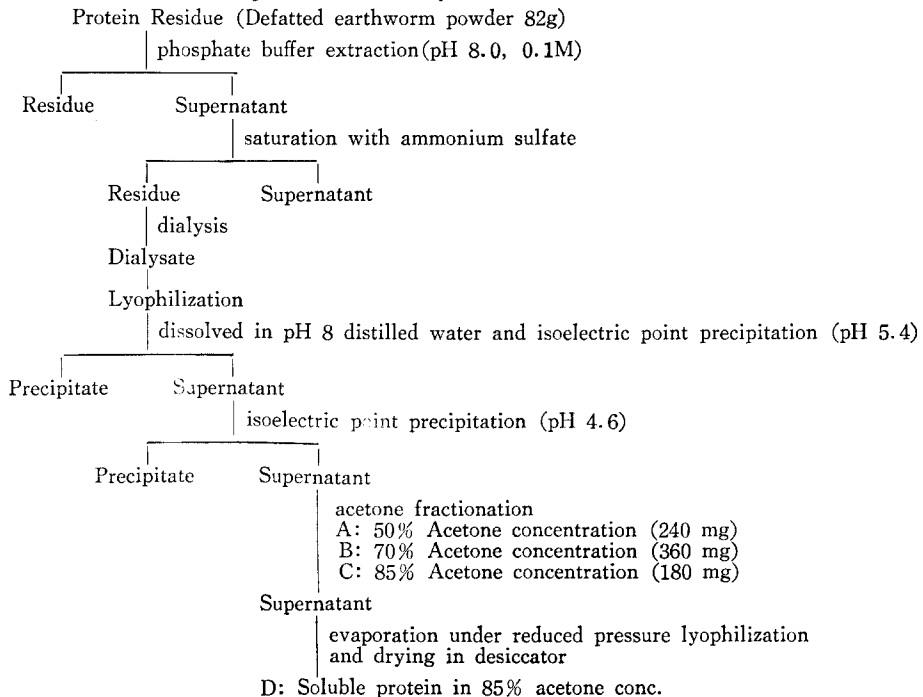 Protein Residue (Defatted earthworm powder 82g)
phosphate buffer extraction(pH 8.0, 0.1M)
Residue Supernatant
saturation with ammonium sulfate
Residue Supernatant
dialysis
Dialysate
Lyophilization
dissolved in pH 8 distilled water and isoelectric point precipitation (pH 5.4)
Precipitate Supernatant
isoelectric point precipitation (pH 4.6)
Precipitate Supernatant
acetone fractionation
A: 50% Acetone concentration (240 mg)
B: 70% Acetone concentration (360 mg)
C: 85% Acetone concentration (180 mg)
Supernatant
evaporation under reduced pressure lyophilization
and drying in desiccator
D: Soluble protein in 85% acetone conc.